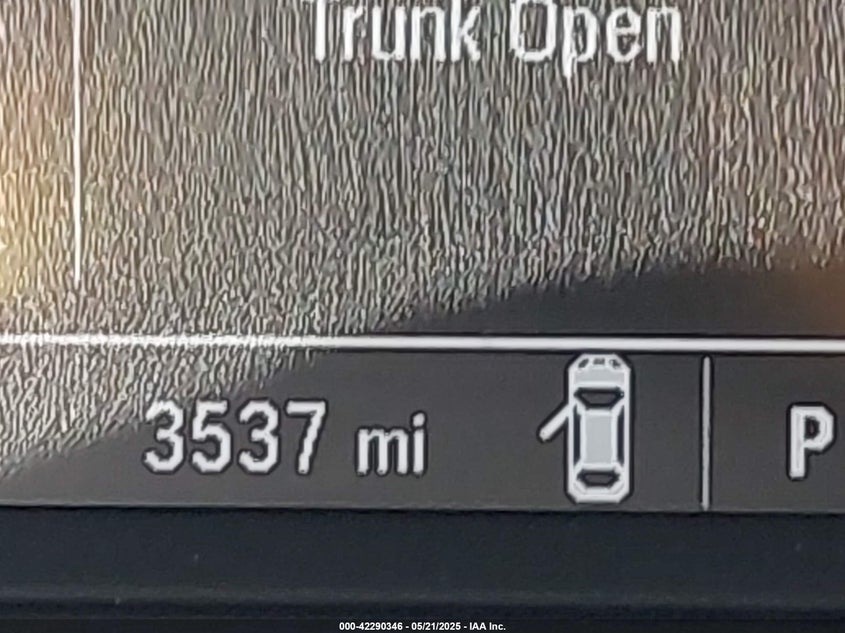 Trunk Open
3537 mi P
000-42290346 - 05/21/2025 - IAA Inc.